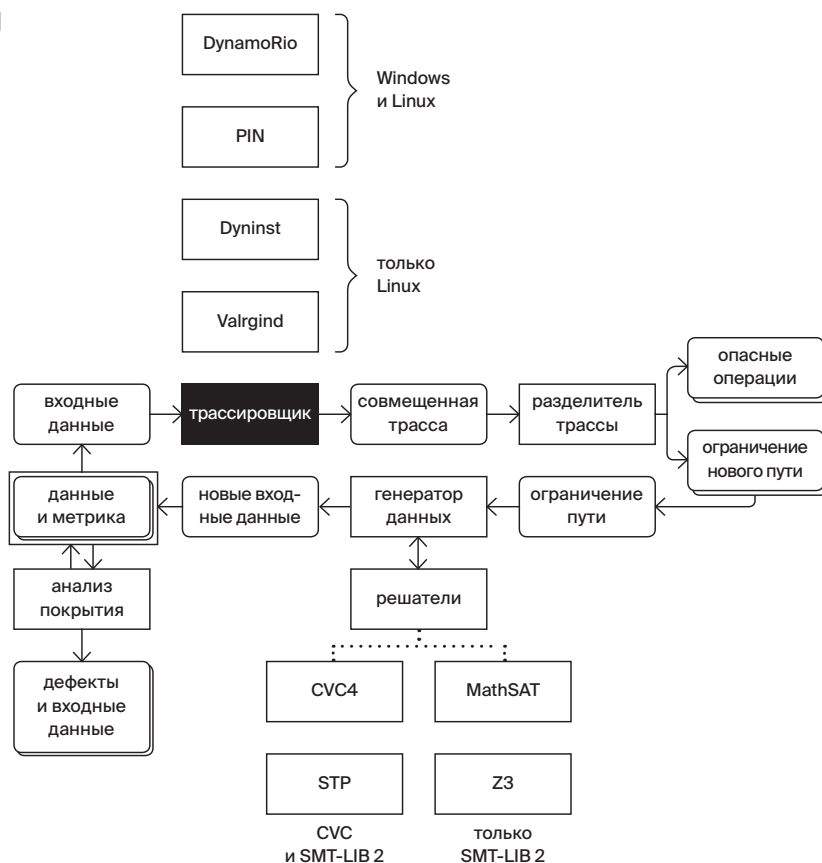 DynamoRio
Windows
и Linux
PIN
Dyninst
только
Linux
Valrgind
входные
данные
трассировщик
совмещенная
трасса
разделитель
трассы
опасные
операции
ограничение
нового пути
данные
и метрика
новые вход-
ные данные
генератор
данных
ограничение
пути
анализ
покрытия
решатели
дефекты
и входные
данные
CVC4
MathSAT
STP
Z3
CVC
и SMT-LIB 2
только
SMT-LIB 2